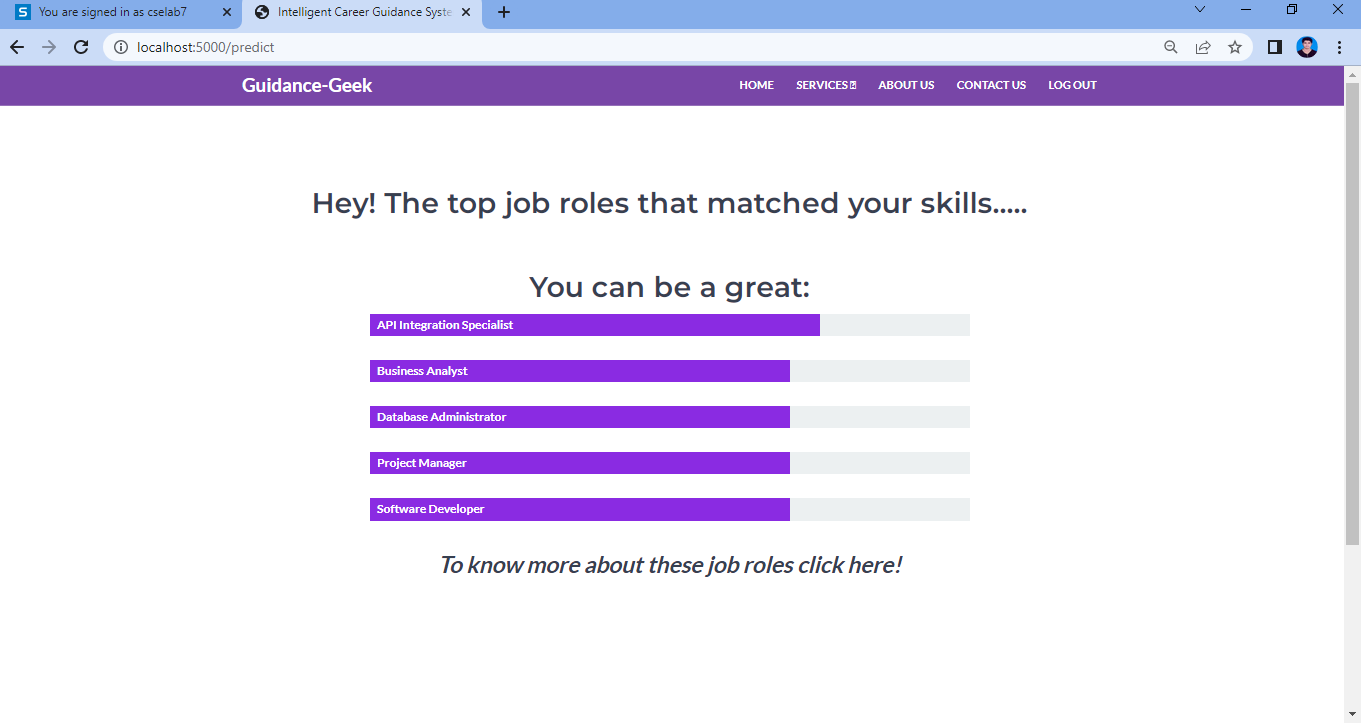 You are signed in as cselab7
Intelligent Career Guidance Syste
localhost:5000/predict
Guidance-Geek
HOME
SERVICES
ABOUT US
CONTACT US
LOG OUT
Hey! The top job roles that matched your skills.....
You can be a great:
API Integration Specialist
Business Analyst
Database Administrator
Project Manager
Software Developer
To know more about these job roles click here!